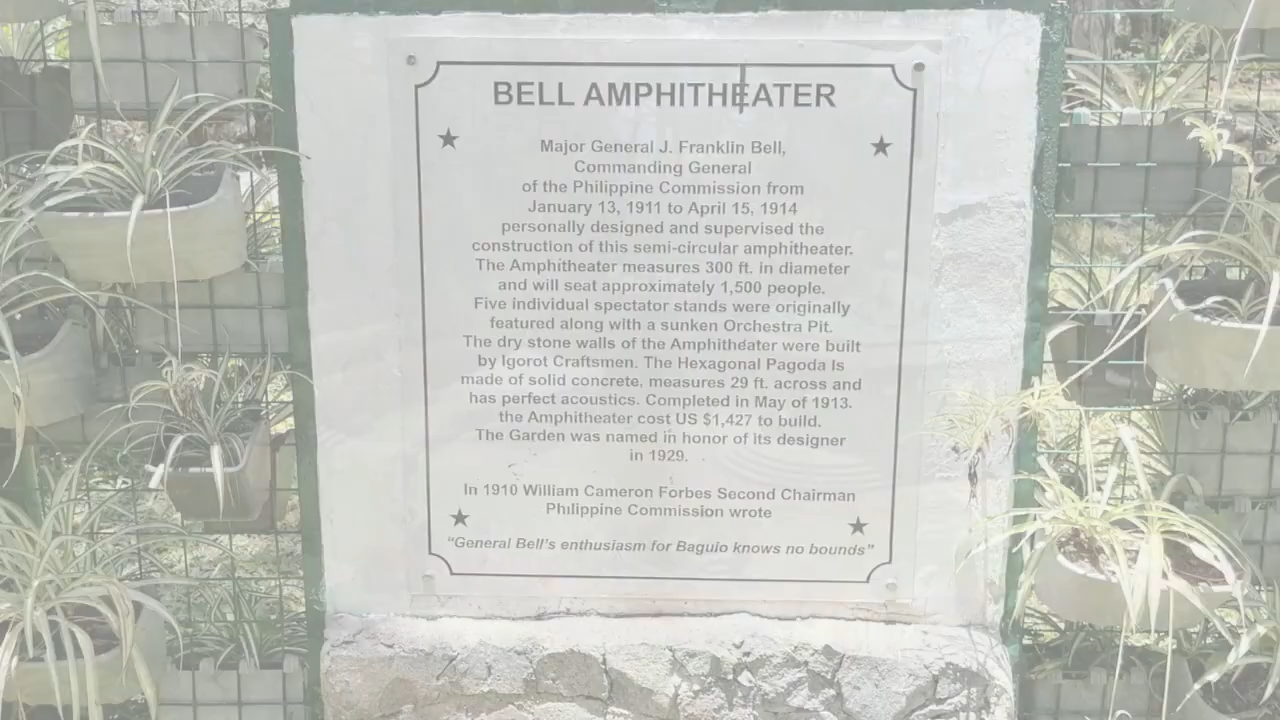 BELL AMPHITHEATER
Major General J. Franklin Bell,
Commanding General
of the Philippine Commission from
January 13, 1911 to April 15, 1914
personally designed and supervised the
construction of this semi-circular amphitheater.
The Amphitheater measures 300 ft. in diameter
and will seat approximately 1,500 people.
Five individual spectator stands were originally
featured along with a sunken Orchestra Pit.
The dry stone walls of the Amphitheater were built
by Igorot Craftsmen. The Hexagonal Pagoda Is
made of solid concrete, measures 29 ft. across and
has perfect acoustics. Completed in May of 1913.
the Amphitheater cost US $1,427 to build.
The Garden was named in honor of its designer
in 1929.
In 1910 William Cameron Forbes Second Chairman
Philippine Commission wrote
“General Bell's enthusiasm for Baguio knows no bounds”